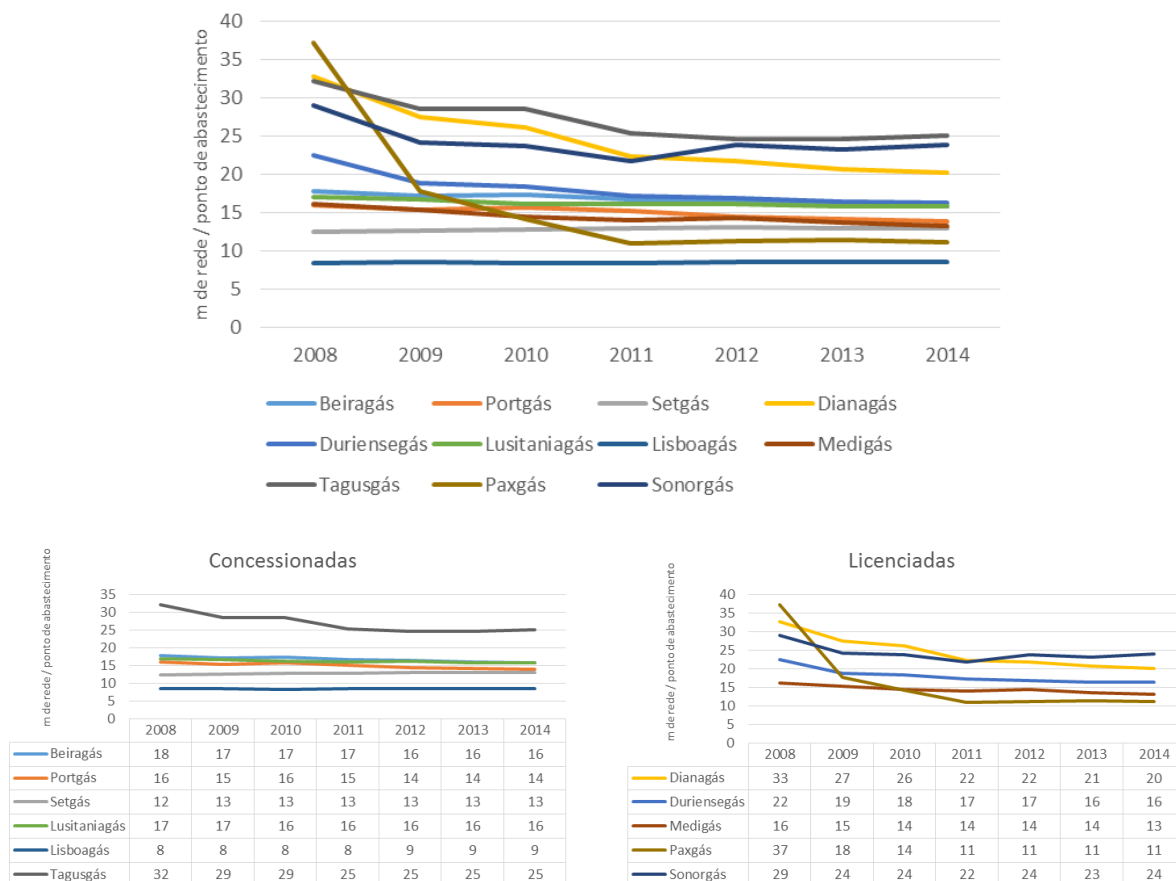 m de rede / ponto de abastecimento
40
35
30
25
20
15
10
5
0
2008 2009 2010 2011 2012 2013 2014
Beiragás Portgás Setgás Dianagás
Duriensegás Lusitaniagás Lisboagás Medigás
Tagusgás Paxgás Sonorgás
Concessionadas
m de rede / ponto de abastecimento
35
30
25
20
15
10
5
0
2008 2009 2010 2011 2012 2013 2014
Beiragás 18 17 17 17 16 16 16
Portgás 16 15 16 15 14 14 14
Setgás 12 13 13 13 13 13 13
Lusitaniagás 17 17 16 16 16 16 16
Lisboagás 8 8 8 8 9 9 9
Tagusgás 32 29 29 25 25 25 25
Licenciadas
m de rede / ponto de abastecimento
40
35
30
25
20
15
10
5
0
2008 2009 2010 2011 2012 2013 2014
Dianagás 33 27 26 22 22 21 20
Duriensegás 22 19 18 17 17 16 16
Medigás 16 15 14 14 14 14 13
Paxgás 37 18 14 11 11 11 11
Sonorgás 29 24 24 22 24 23 24